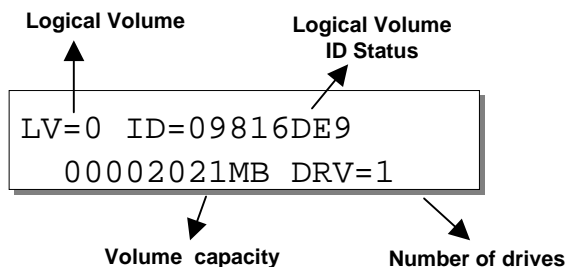 Logical Volume
Logical Volume
ID Status
LV=0 ID=09816DE9
00002021MB DRV=1
Volume capacity
Number of drives